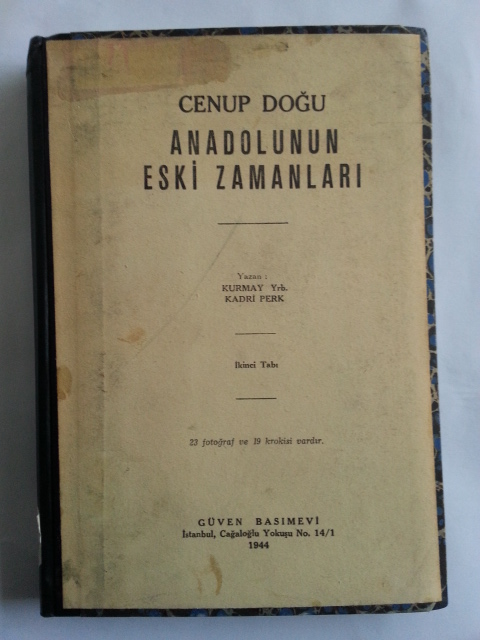 CENUP DOĞU
ANADOLUNUN
ESKİ ZAMANLARI
Yazan :
KURMAY Yrb.
KADRİ PERK
İkinci Tabı
23 fotoğraf ve 19 krokisi vardır.
GÜVEN BASIMEVİ
İstanbul, Cağaloğlu Yokuşu No. 14/1
1944